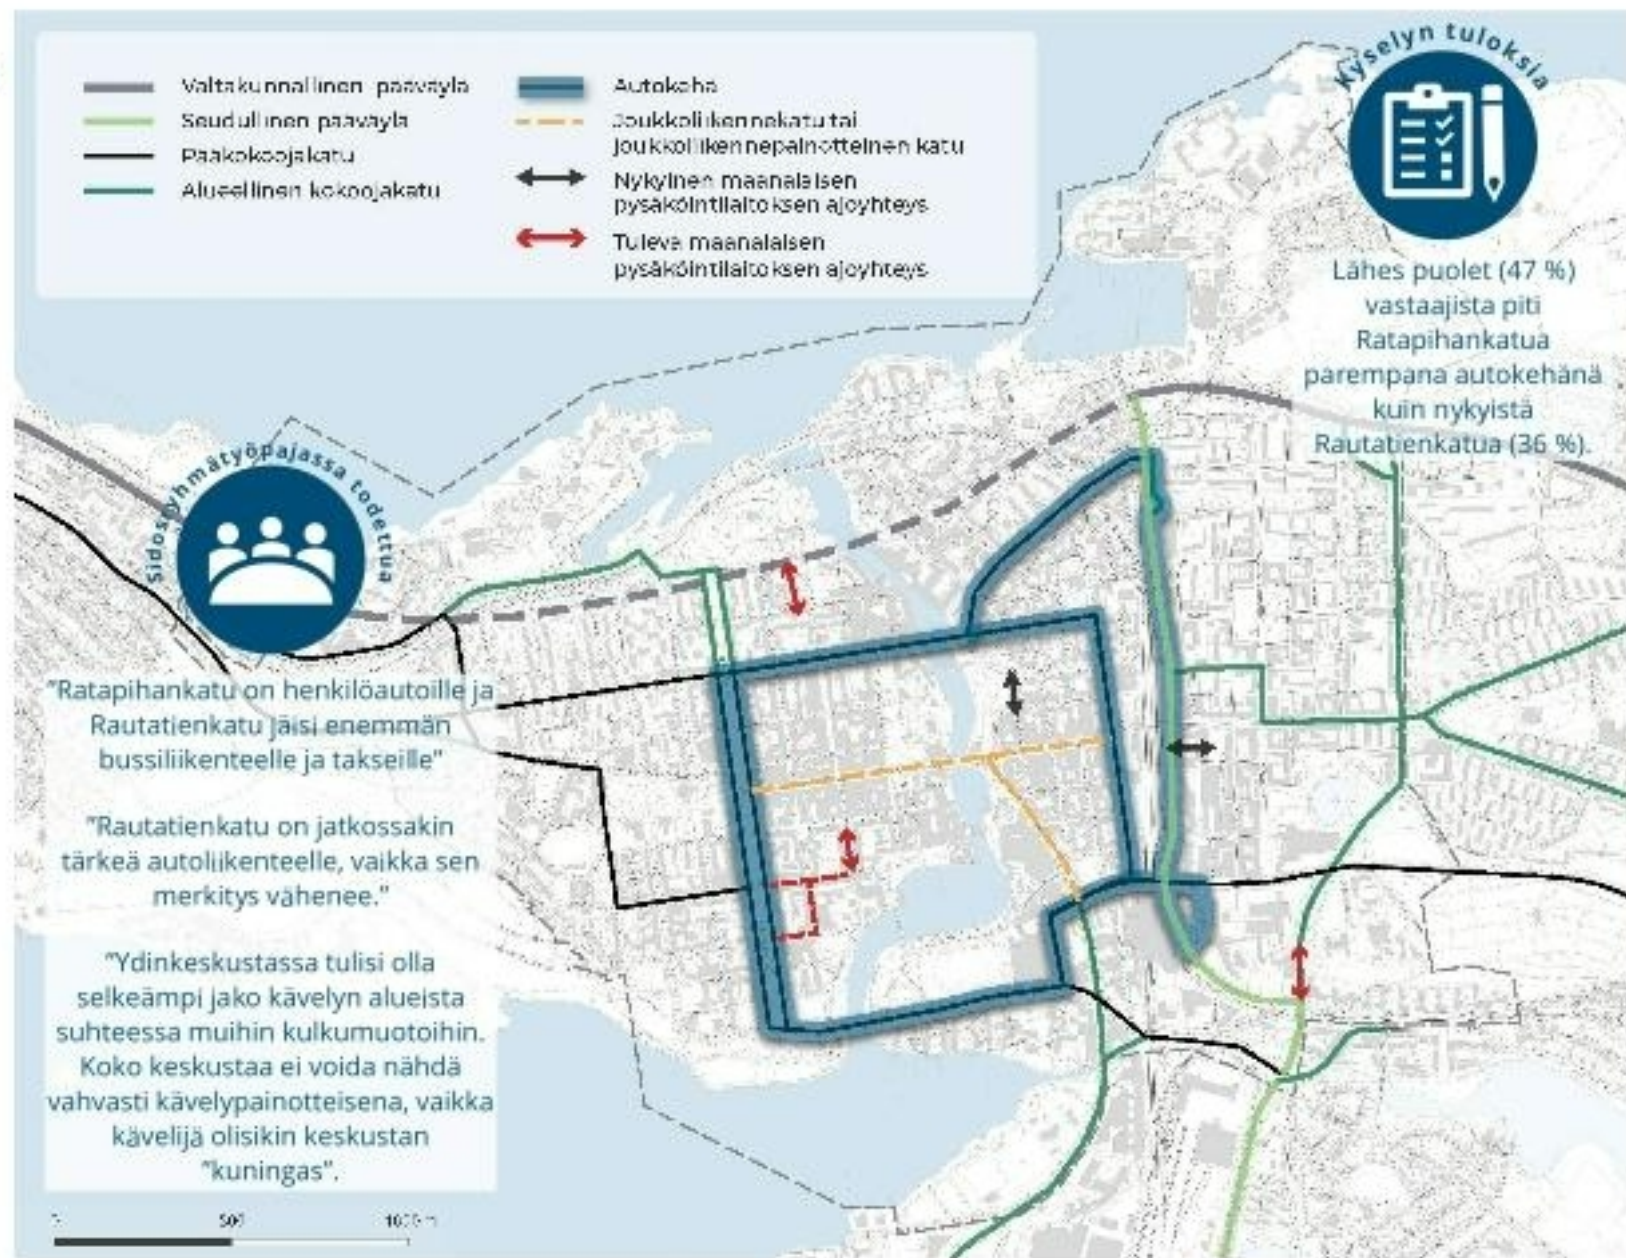 Valtakunnallinen pääväylä
Seudullinen pääväylä
Pääkokoojakatu
Alueellinen kokoojakatu
Autokehä
Joukkoliikennekatu tai
joukkoliikennepainotteinen katu
Nykyinen maanalaisen
pysäköintilaitoksen ajoyhteys
Tuleva maanalaisen
pysäköintilaitoksen ajoyhteys
Kyselyn tuloksia
Lähes puolet (47 %)
vastaajista piti
Ratapihankatua
parempana autokehänä
kuin nykyistä
Rautatienkatua (36 %).
Sidosryhmätyöpajassa todettua
"Ratapihankatu on henkilöautoille ja
Rautatienkatu jäisi enemmän
bussiliikenteelle ja takseille"
"Rautatienkatu on jatkossakin
tärkeä autoliikenteelle, vaikka sen
merkitys vähenee."
"Ydinkeskustassa tulisi olla
selkeämpi jako kävelyn alueista
suhteessa muihin kulkumuotoihin.
Koko keskustaa ei voida nähdä
vahvasti kävelypainotteisena, vaikka
kävelijä olisikin keskustan
"kuningas".
0 500 1000 m